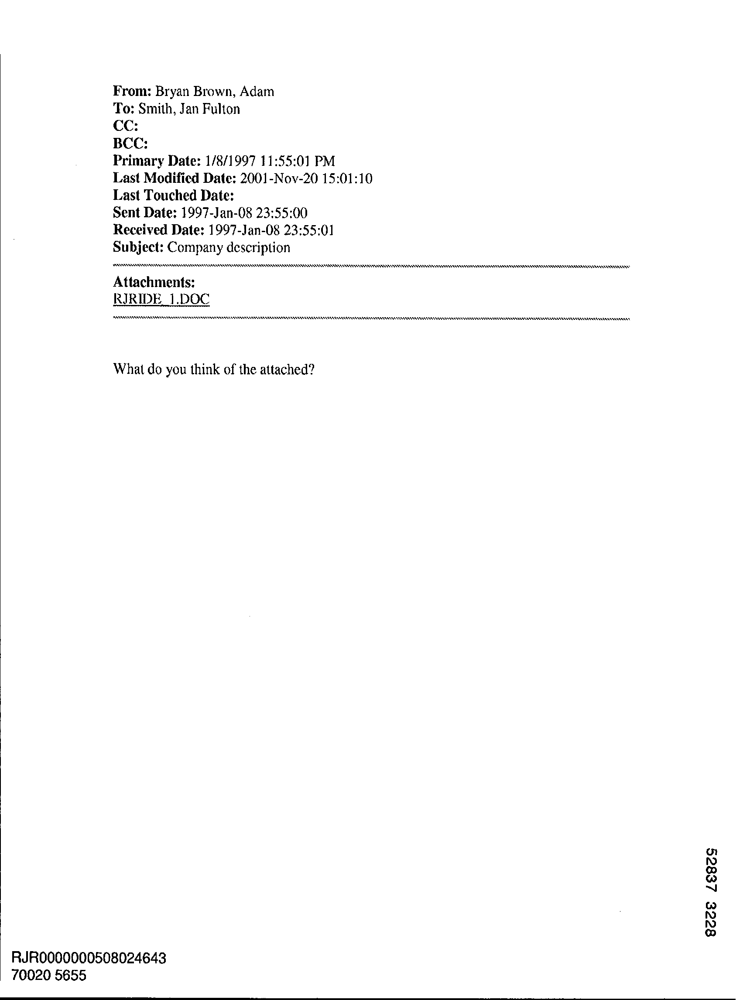 From: Bryan Brown, Adam
To: Smith, Jan Fulton
CC:
BCC:
Primary Date: 1/8/1997 11:55:01 PM
Last Modified Date: 2001-Nov-20 15:01:10
Last Touched Date:
Sent Date: 1997-Jan-08 23:55:00
Received Date: 1997-Jan-08 23:55:01
Subject: Company description
Attachments:
RJRIDE_1.DOC
What do you think of the attached?
52837 3228
RJR0000000508024643
70020 5655